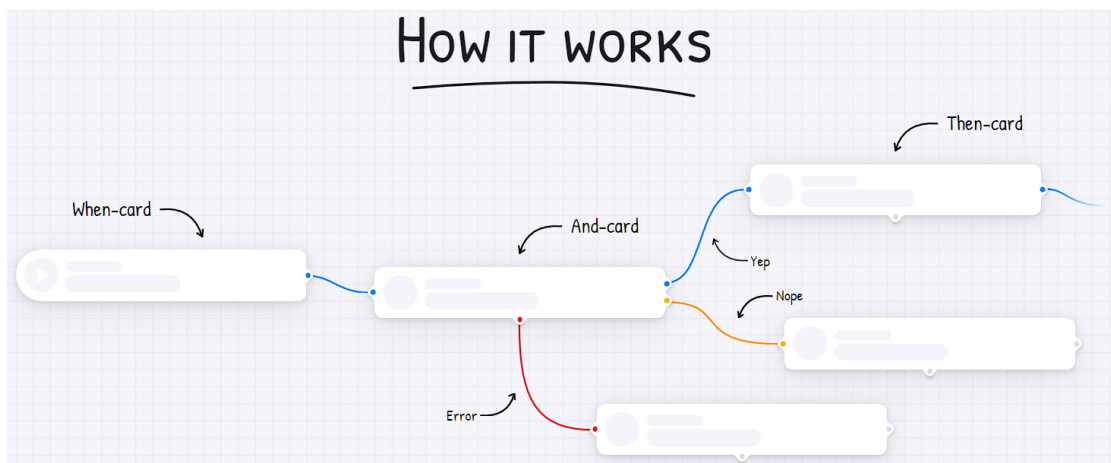 How it works
Then-card
When-card
And-card
Yep
Nope
Error